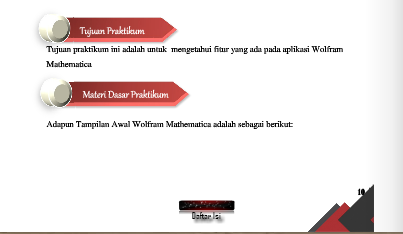 Tujuan Praktikum
Tujuan praktikum ini adalah untuk mengetahui fitur yang ada pada aplikasi Wolfram
Mathematica
Materi Dasar Praktikum
Adapun Tampilan Awal Wolfram Mathematica adalah sebagai berikut:
10
Daftar Isi